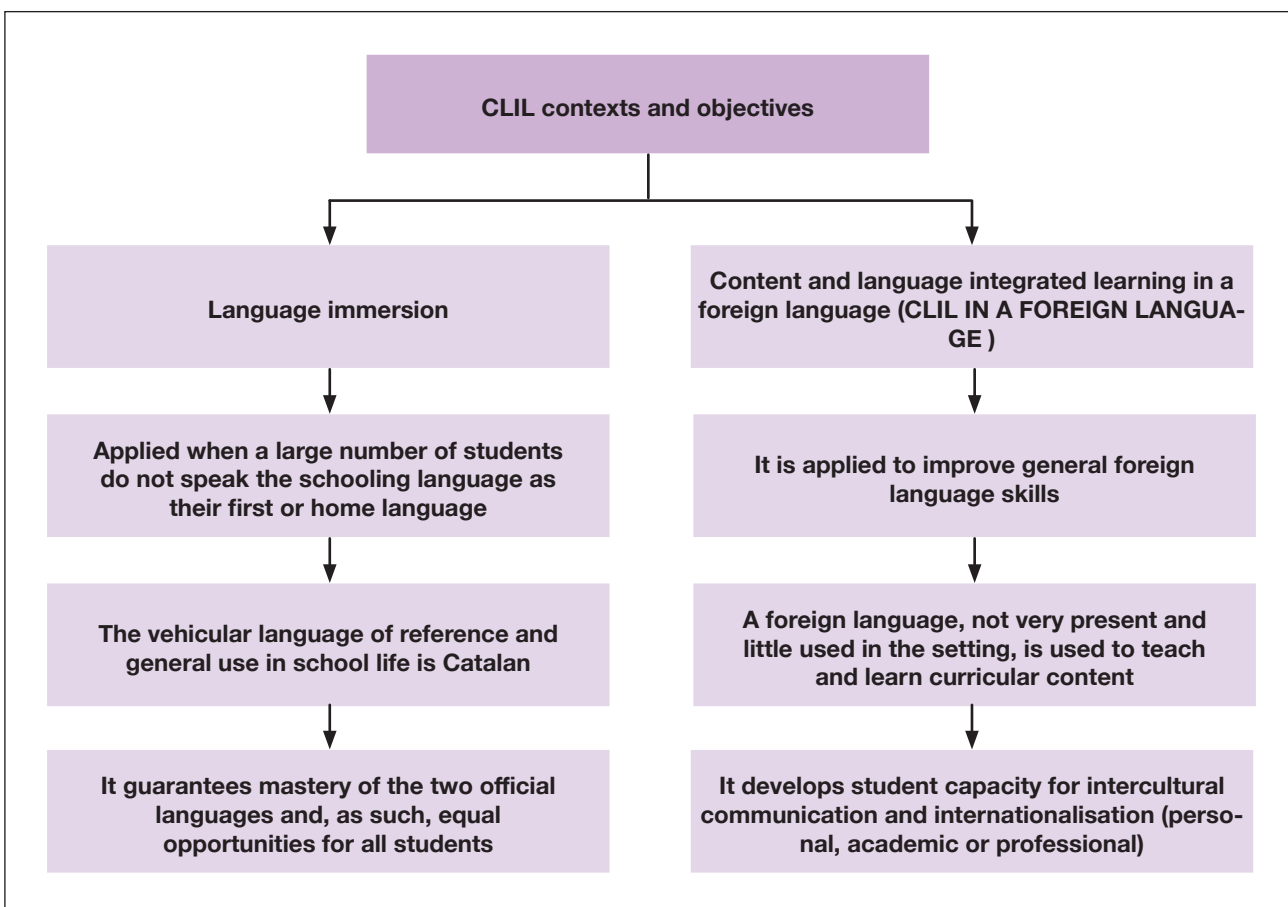 CLIL contexts and objectives
Language immersion
Applied when a large number of students
do not speak the schooling language as
their first or home language
The vehicular language of reference and
general use in school life is Catalan
It guarantees mastery of the two official
languages and, as such, equal
opportunities for all students
Content and language integrated learning in a
foreign language (CLIL IN A FOREIGN LANGUA-
GE )
It is applied to improve general foreign
language skills
A foreign language, not very present and
little used in the setting, is used to teach
and learn curricular content
It develops student capacity for intercultural
communication and internationalisation (perso-
nal, academic or professional)